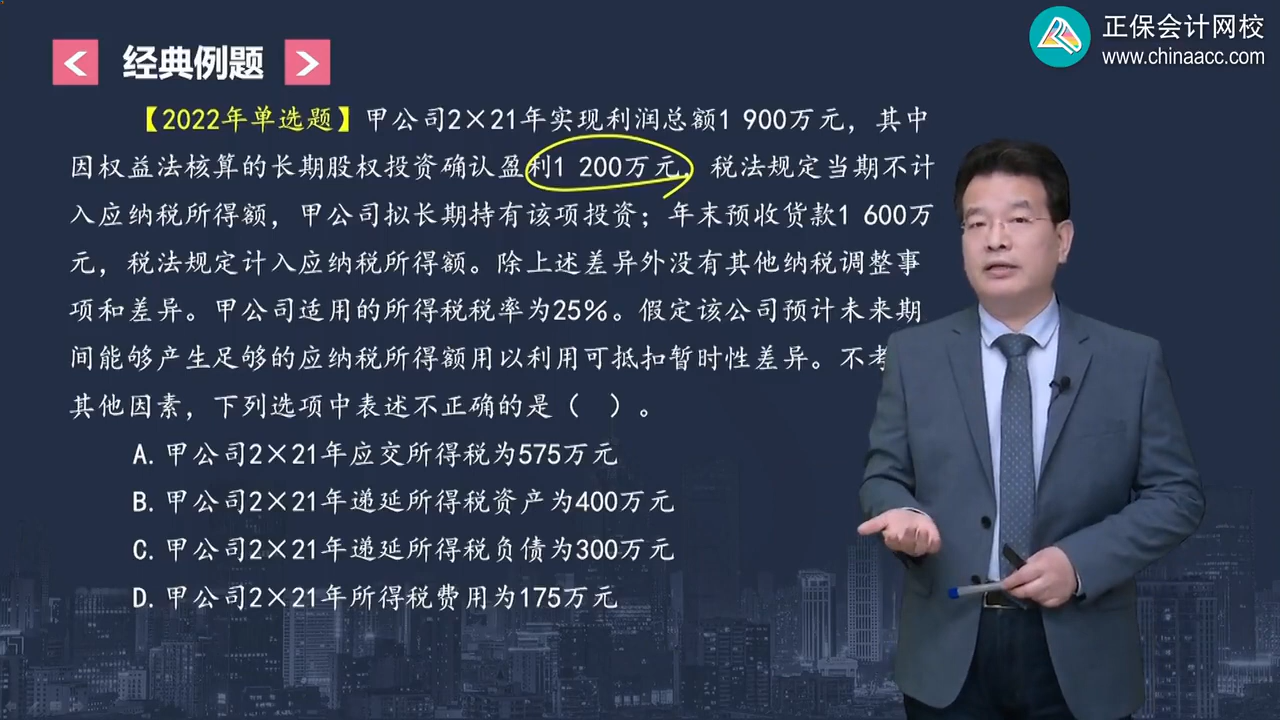 正保会计网校
www.chinaacc.com
经典例题
【2022年单选题】甲公司2×21年实现利润总额1 900万元，其中
因权益法核算的长期股权投资确认盈利1 200万元，税法规定当期不计
入应纳税所得额，甲公司拟长期持有该项投资；年末预收货款1 600万
元，税法规定计入应纳税所得额。除上述差异外没有其他纳税调整事
项和差异。甲公司适用的所得税税率为25%。假定该公司预计未来期
间能够产生足够的应纳税所得额用以利用可抵扣暂时性差异。不考
其他因素，下列选项中表述不正确的是（ ）。
A. 甲公司2×21年应交所得税为575万元
B. 甲公司2×21年递延所得税资产为400万元
C. 甲公司2×21年递延所得税负债为300万元
D. 甲公司2×21年所得税费用为175万元